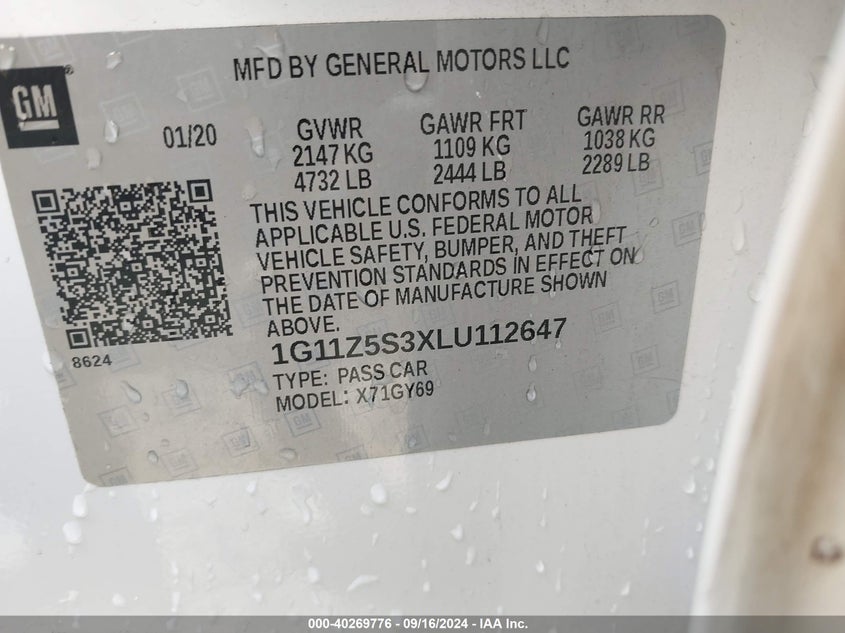 MFD BY GENERAL MOTORS LLC
GM
01/20
GVWR
2147 KG
4732 LB
GAWR FRT
1109 KG
2444 LB
GAWR RR
1038 KG
2289 LB
THIS VEHICLE CONFORMS TO ALL
APPLICABLE U.S. FEDERAL MOTOR
VEHICLE SAFETY, BUMPER, AND THEFT
PREVENTION STANDARDS IN EFFECT ON
THE DATE OF MANUFACTURE SHOWN
ABOVE.
8624
1G11Z5S3XLU112647
TYPE: PASS CAR
MODEL: X71GY69
000-40269776 - 09/16/2024 - IAA Inc.